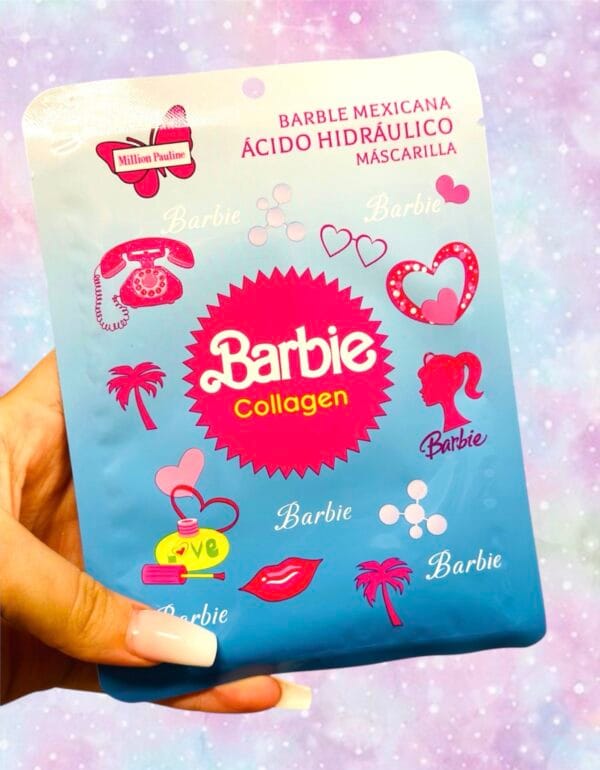 BARBLE MEXICANA
ÁCIDO HIDRÁULICO
MÁSCARILLA
Million Pauline
Barbie
Barbie
Barbie
Collagen
Barbie
Barbie
Barbie
LOVE
Barbie